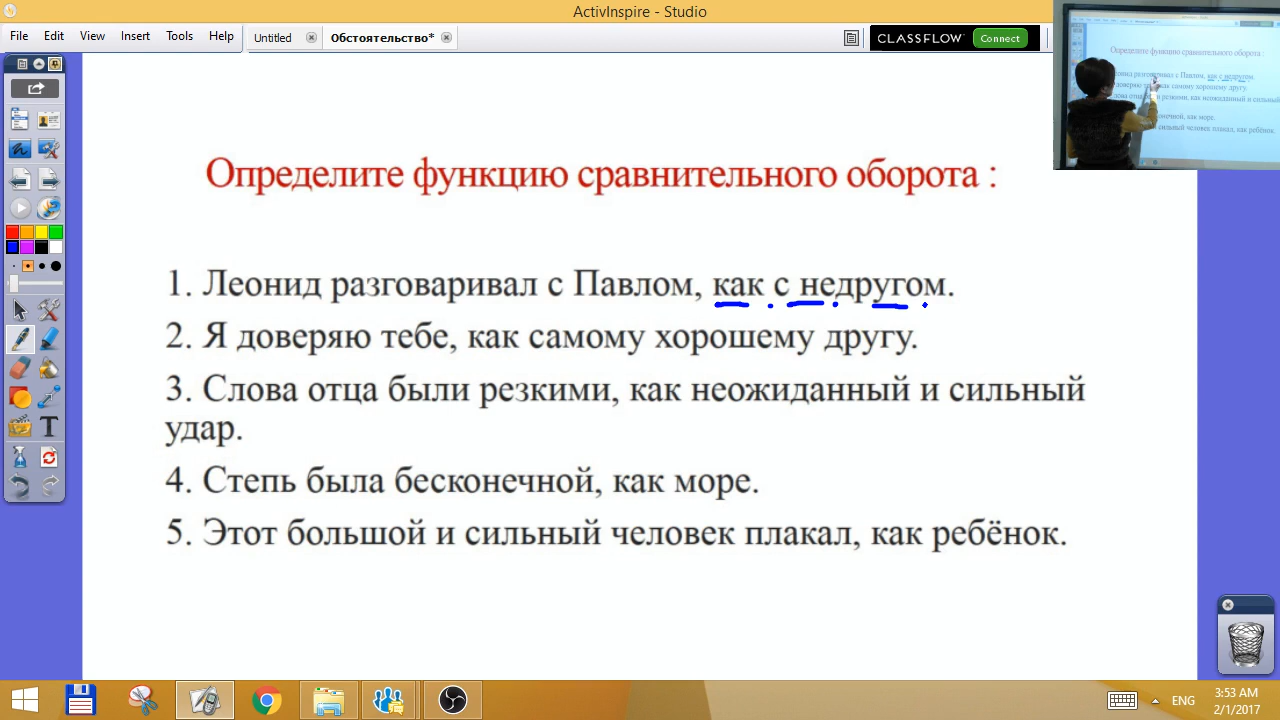 ActivInspire - Studio
File Edit View Insert Tools Help
Untitled
Обстоятельство*
CLASSFLOW Connect
Определите функцию сравнительного оборота :
1. Леонид разговаривал с Павлом, как с недругом.
2. Я доверяю тебе, как самому хорошему другу.
3. Слова отца были резкими, как неожиданный и сильный
удар.
4. Степь была бесконечной, как море.
5. Этот большой и сильный человек плакал, как ребёнок.
T
ENG
3:53 AM
2/1/2017